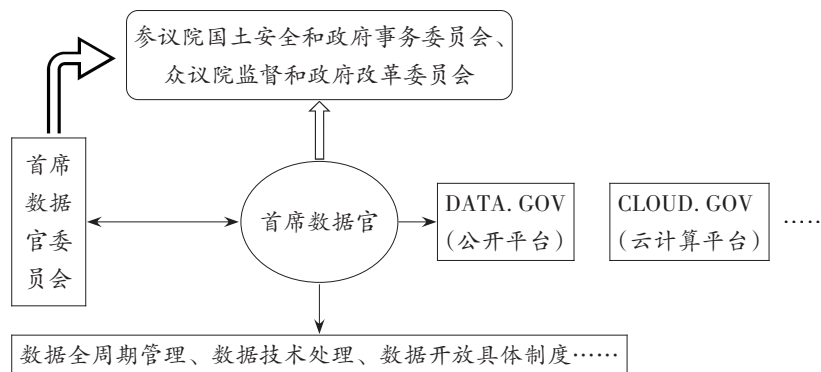 参议院国土安全和政府事务委员会、
众议院监督和政府改革委员会
首席
数据
官委
员会
首席数据官
DATA. GOV
(公开平台)
CLOUD. GOV
(云计算平台)
·····
数据全周期管理、数据技术处理、数据开放具体制度……